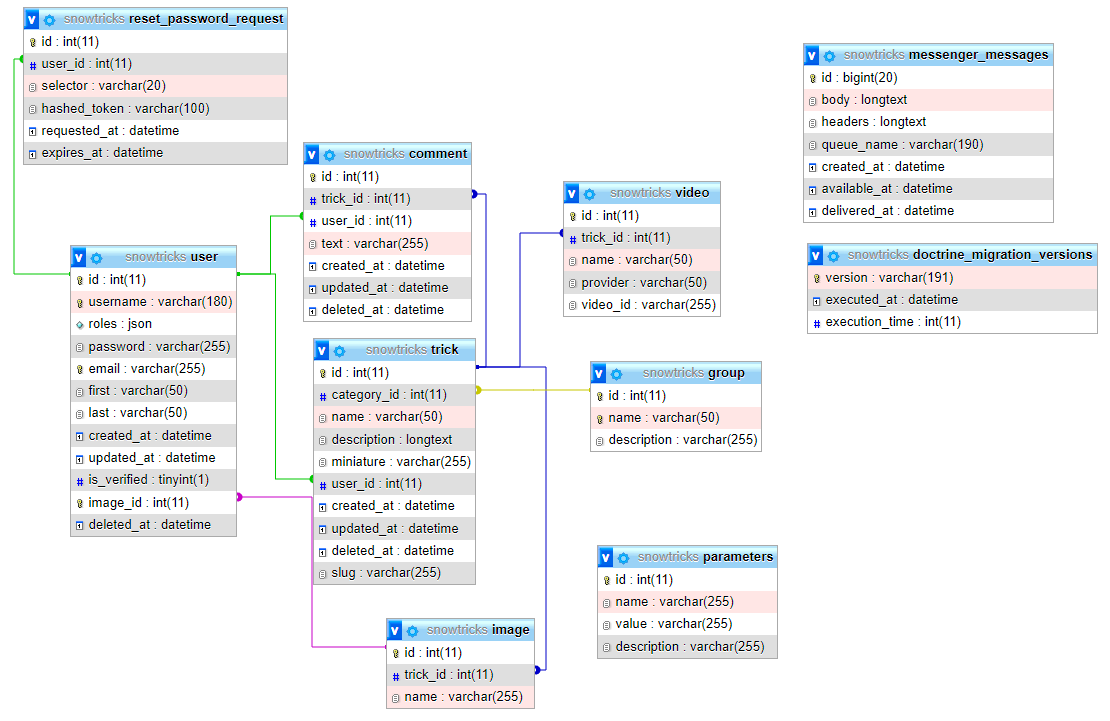 snowtricks reset_password_request
id : int(11)
user_id : int(11)
selector : varchar(20)
hashed_token : varchar(100)
requested_at : datetime
expires_at : datetime
snowtricks messenger_messages
id : bigint(20)
body : longtext
headers : longtext
queue_name : varchar(190)
created_at : datetime
available_at : datetime
delivered_at : datetime
snowtricks comment
id : int(11)
trick_id : int(11)
user_id : int(11)
text : varchar(255)
created_at : datetime
updated_at : datetime
deleted_at : datetime
snowtricks video
id : int(11)
trick_id : int(11)
name : varchar(50)
provider : varchar(50)
video_id : varchar(255)
snowtricks user
id : int(11)
username : varchar(180)
roles : json
password : varchar(255)
email : varchar(255)
first : varchar(50)
last : varchar(50)
created_at : datetime
updated_at : datetime
is_verified : tinyint(1)
image_id : int(11)
deleted_at : datetime
snowtricks doctrine_migration_versions
version : varchar(191)
executed_at : datetime
execution_time : int(11)
snowtricks trick
id : int(11)
category_id : int(11)
name : varchar(50)
description : longtext
miniature : varchar(255)
user_id : int(11)
created_at : datetime
updated_at : datetime
deleted_at : datetime
slug : varchar(255)
snowtricks group
id : int(11)
name : varchar(50)
description : varchar(255)
snowtricks parameters
id : int(11)
name : varchar(255)
value : varchar(255)
description : varchar(255)
snowtricks image
id : int(11)
trick_id : int(11)
name : varchar(255)